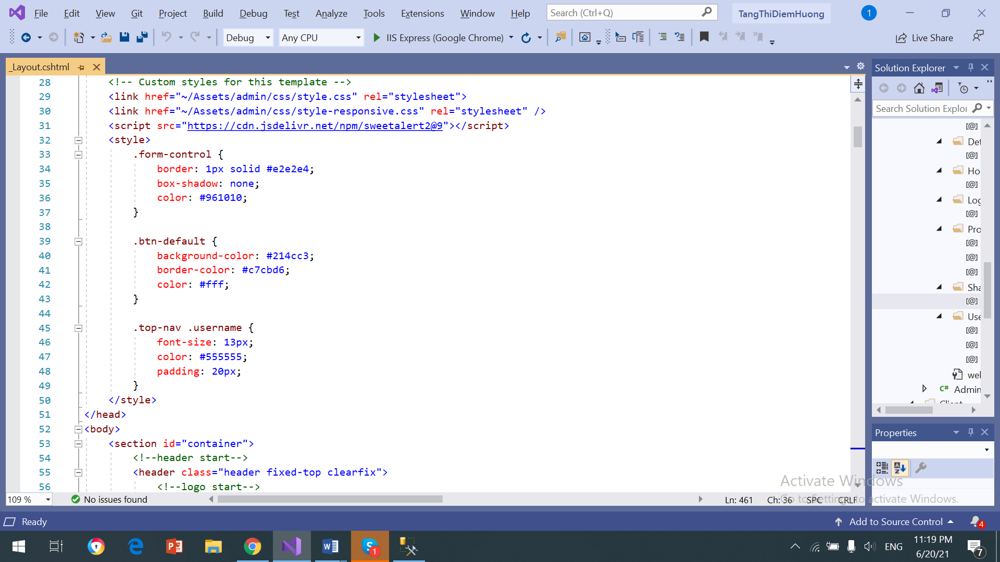 File Edit View Git Project Build Debug Test Analyze Tools Extensions Window Help Search (Ctrl+Q) TangThiDiemHuong 1
Debug Any CPU IIS Express (Google Chrome) Live Share
_Layout.cshtml
28 <!-- Custom styles for this template -->
29 <link href="~/Assets/admin/css/style.css" rel="stylesheet">
30 <link href="~/Assets/admin/css/style-responsive.css" rel="stylesheet" />
31 <script src="https://cdn.jsdelivr.net/npm/sweetalert2@9"></script>
32 <style>
33 .form-control {
34 border: 1px solid #e2e2e4;
35 box-shadow: none;
36 color: #961010;
37 }
38
39 .btn-default {
40 background-color: #214cc3;
41 border-color: #c7cbd6;
42 color: #fff;
43 }
44
45 .top-nav .username {
46 font-size: 13px;
47 color: #555555;
48 padding: 20px;
49 }
50 </style>
51 </head>
52 <body>
53 <section id="container">
54 <!--header start-->
55 <header class="header fixed-top clearfix">
56 <!--logo start-->
109 % No issues found Ln: 461 Ch: 36 SPC CRLF
Solution Explorer
Search Solution Explor
[@]
Det
[@]
Ho
[@]
Log
[@]
Pro
[@]
[@]
[@]
Sha
[@]
Use
[@]
[@]
[@]
wel
C# Admin
Client
Properties
Activate Windows
Go to Settings to activate Windows.
Ready Add to Source Control 4
1 ENG 11:19 PM
6/20/21 7